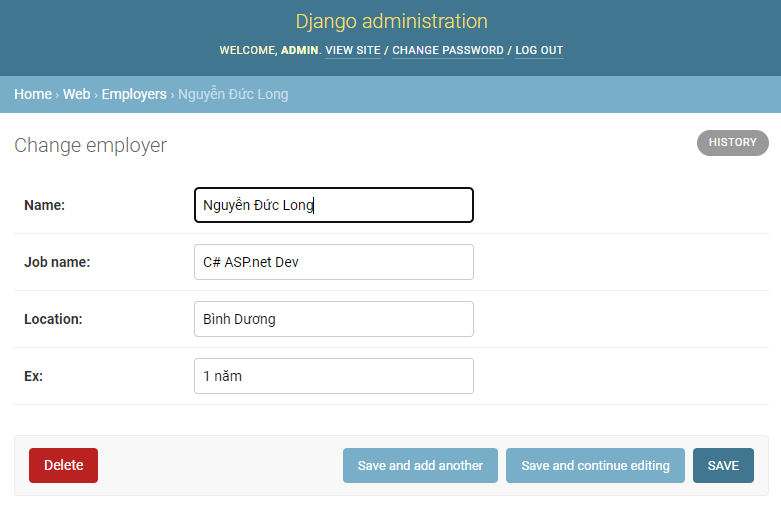 Django administration
WELCOME, ADMIN. VIEW SITE / CHANGE PASSWORD / LOG OUT
Home › Web › Employers › Nguyễn Đức Long
Change employer
HISTORY
Name: Nguyễn Đức Long
Job name: C# ASP.net Dev
Location: Bình Dương
Ex: 1 năm
Delete Save and add another Save and continue editing SAVE